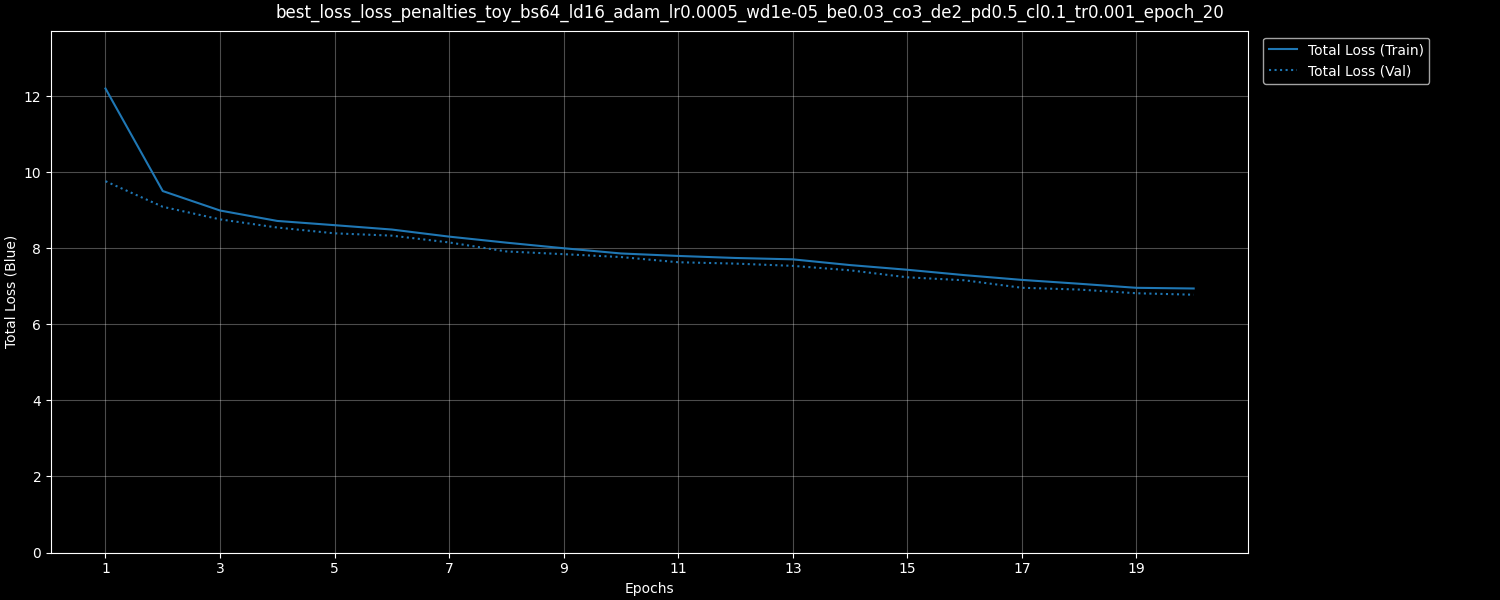 best_loss_loss_penalties_toy_bs64_ld16_adam_lr0.0005_wd1e-05_be0.03_co3_de2_pd0.5_cl0.1_tr0.001_epoch_20
Total Loss (Train)
Total Loss (Val)
Total Loss (Blue)
12
10
8
6
4
2
0
1 3 5 7 9 11 13 15 17 19
Epochs